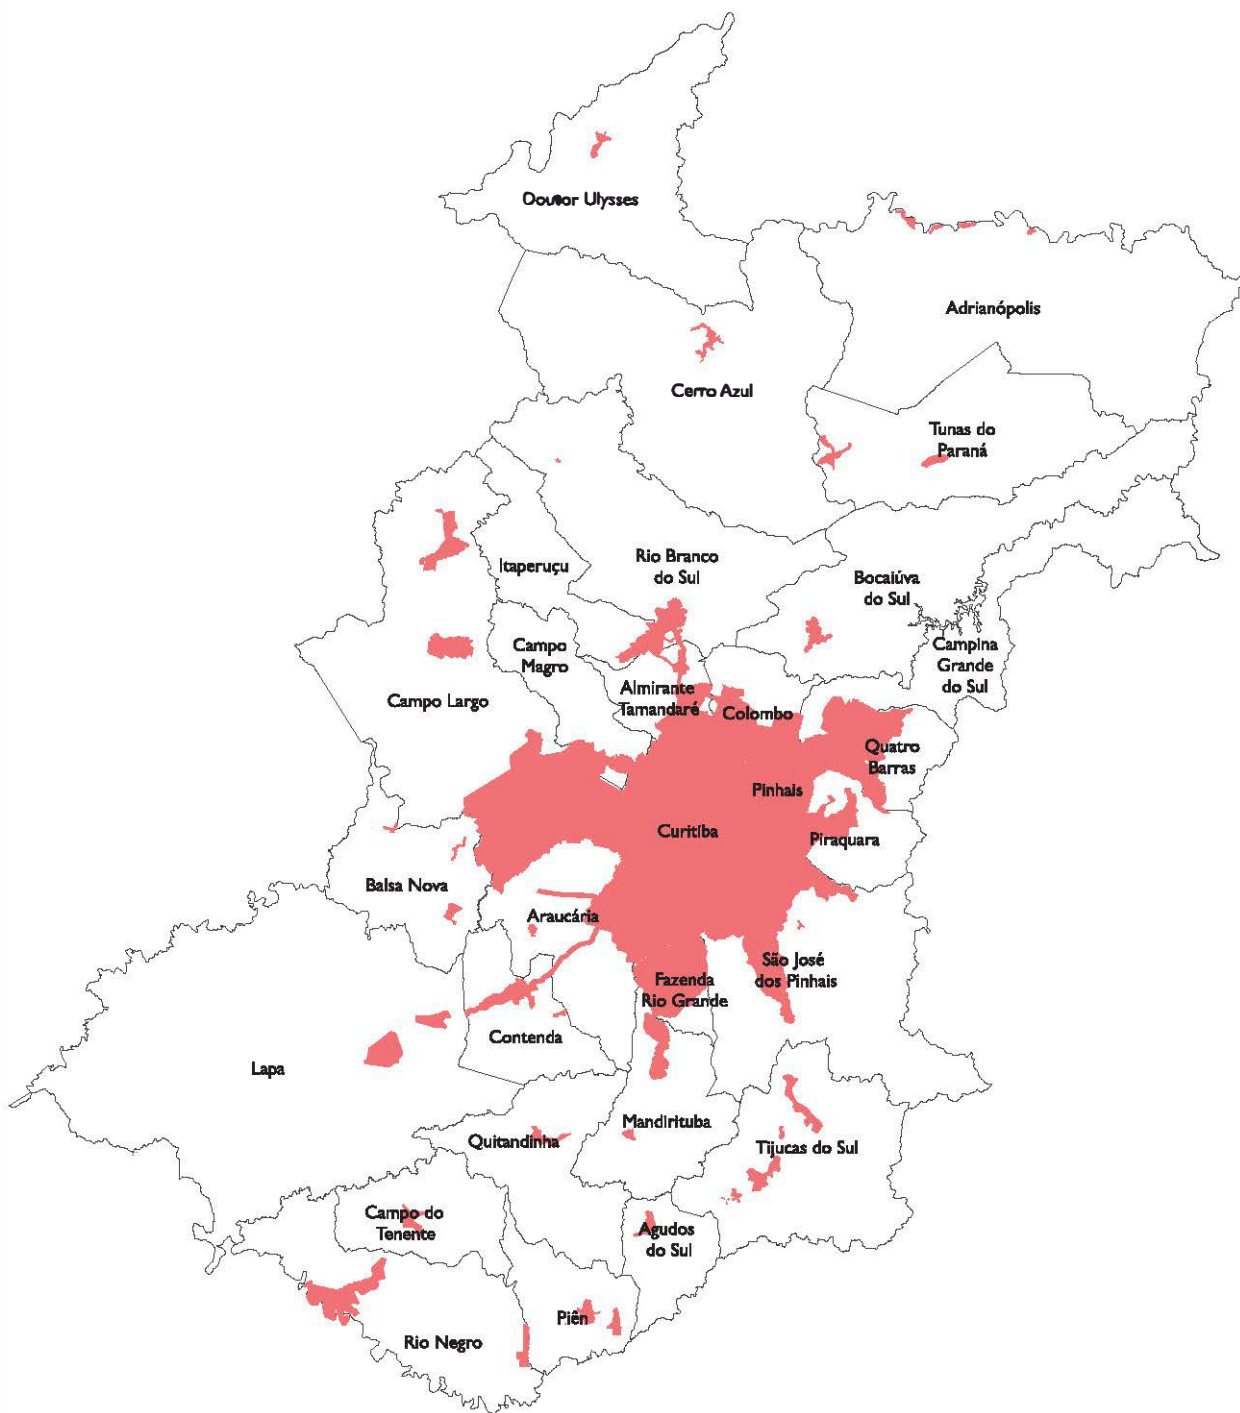 Doutor Ulysses
Adrianópolis
Cerro Azul
Tunas do
Paraná
Itaperuçu
Rio Branco
do Sul
Bocaiúva
do Sul
Campo
Magro
Campina
Grande
do Sul
Campo Largo
Almirante
Tamandaré
Colombo
Quatro
Barras
Pinhais
Curitiba
Piraquara
Balsa Nova
Araucária
São José
dos Pinhais
Fazenda
Rio Grande
Contenda
Lapa
Mandirituba
Quitandinha
Tijucas do Sul
Campo do
Tenente
Agudos
do Sul
Piên
Rio Negro